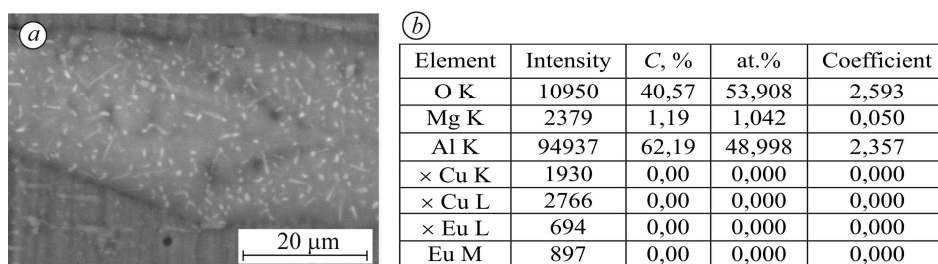 a
20 μm
b
Element Intensity C, % at.% Coefficient
O K 10950 40,57 53,908 2,593
Mg K 2379 1,19 1,042 0,050
Al K 94937 62,19 48,998 2,357
× Cu K 1930 0,00 0,000 0,000
× Cu L 2766 0,00 0,000 0,000
× Eu L 694 0,00 0,000 0,000
Eu M 897 0,00 0,000 0,000